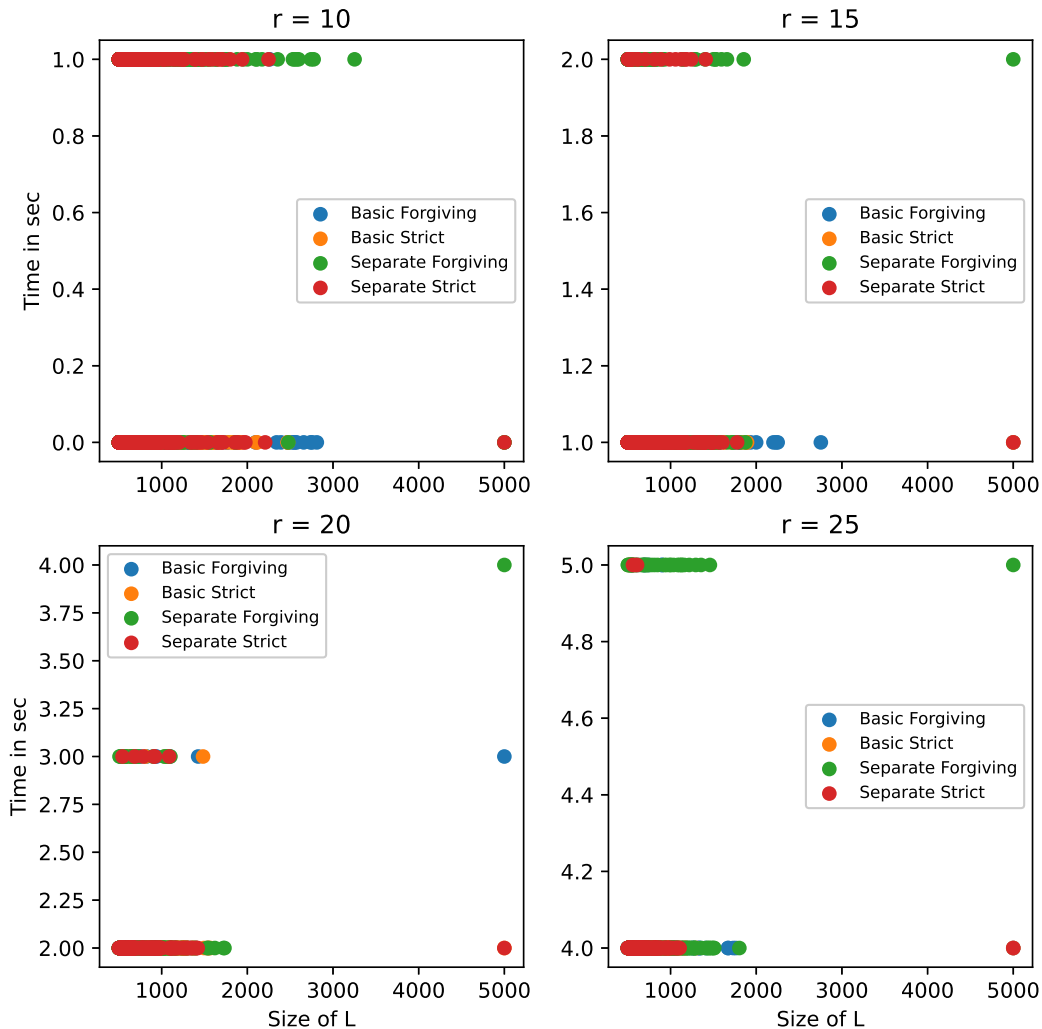 r = 10
1.0
0.8
0.6
0.4
0.2
0.0
Time in sec
Basic Forgiving
Basic Strict
Separate Forgiving
Separate Strict
1000 2000 3000 4000 5000
r = 15
2.0
1.8
1.6
1.4
1.2
1.0
Basic Forgiving
Basic Strict
Separate Forgiving
Separate Strict
1000 2000 3000 4000 5000
r = 20
4.00
3.75
3.50
3.25
3.00
2.75
2.50
2.25
2.00
Time in sec
Basic Forgiving
Basic Strict
Separate Forgiving
Separate Strict
1000 2000 3000 4000 5000
Size of L
r = 25
5.0
4.8
4.6
4.4
4.2
4.0
Basic Forgiving
Basic Strict
Separate Forgiving
Separate Strict
1000 2000 3000 4000 5000
Size of L